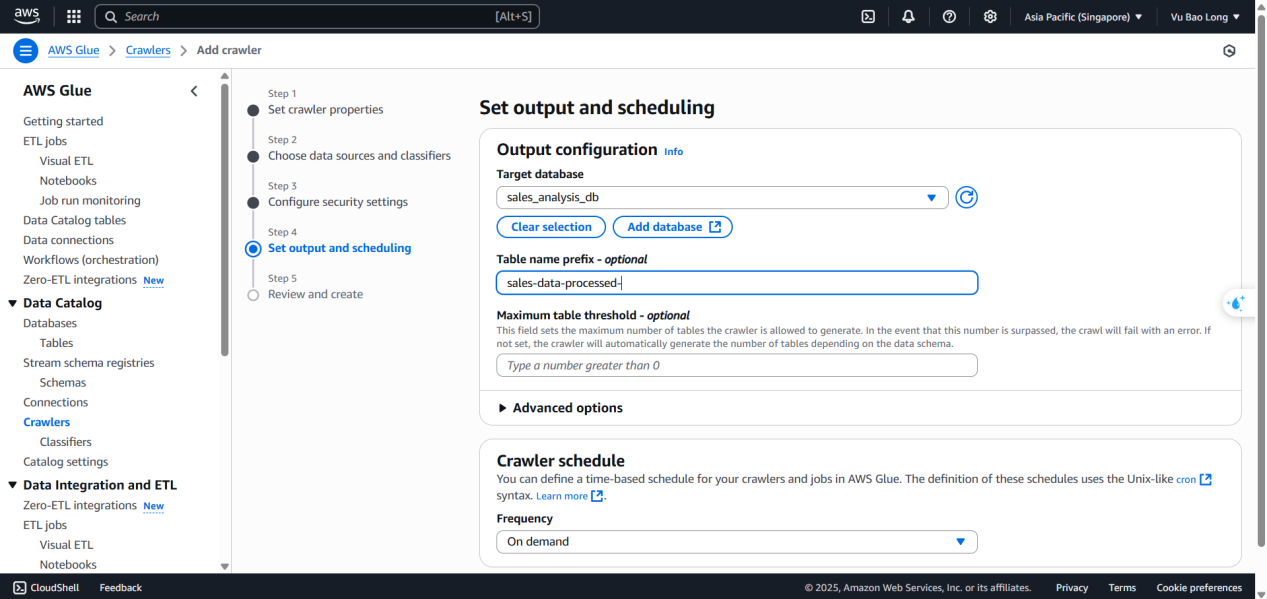 aws
Search [Alt+S]
Asia Pacific (Singapore)
Vu Bao Long
AWS Glue
Crawlers
Add crawler
AWS Glue
Getting started
ETL jobs
Visual ETL
Notebooks
Job run monitoring
Data Catalog tables
Data connections
Workflows (orchestration)
Zero-ETL integrations New
Data Catalog
Databases
Tables
Stream schema registries
Schemas
Connections
Crawlers
Classifiers
Catalog settings
Data Integration and ETL
Zero-ETL integrations New
ETL jobs
Visual ETL
Notebooks
Step 1
Set crawler properties
Step 2
Choose data sources and classifiers
Step 3
Configure security settings
Step 4
Set output and scheduling
Step 5
Review and create
Set output and scheduling
Output configuration Info
Target database
sales_analysis_db
Clear selection
Add database
Table name prefix - optional
sales-data-processed-
Maximum table threshold - optional
This field sets the maximum number of tables the crawler is allowed to generate. In the event that this number is surpassed, the crawl will fail with an error. If
not set, the crawler will automatically generate the number of tables depending on the data schema.
Type a number greater than 0
Advanced options
Crawler schedule
You can define a time-based schedule for your crawlers and jobs in AWS Glue. The definition of these schedules uses the Unix-like cron
syntax. Learn more.
Frequency
On demand
CloudShell
Feedback
© 2025, Amazon Web Services, Inc. or its affiliates.
Privacy
Terms
Cookie preferences